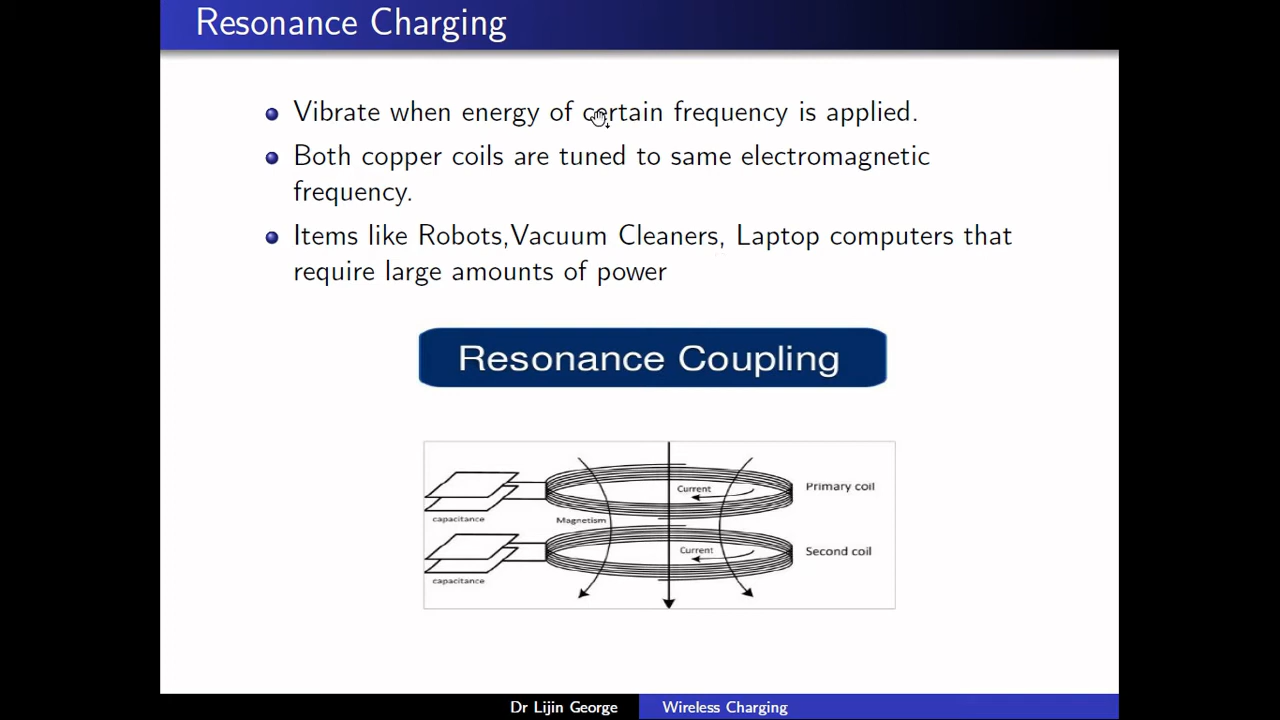 Resonance Charging
Vibrate when energy of certain frequency is applied.
Both copper coils are tuned to same electromagnetic
frequency.
Items like Robots,Vacuum Cleaners, Laptop computers that
require large amounts of power
Resonance Coupling
Current
Primary coil
capacitance
Magnetism
Current
Second coil
capacitance
Dr Lijin George
Wireless Charging